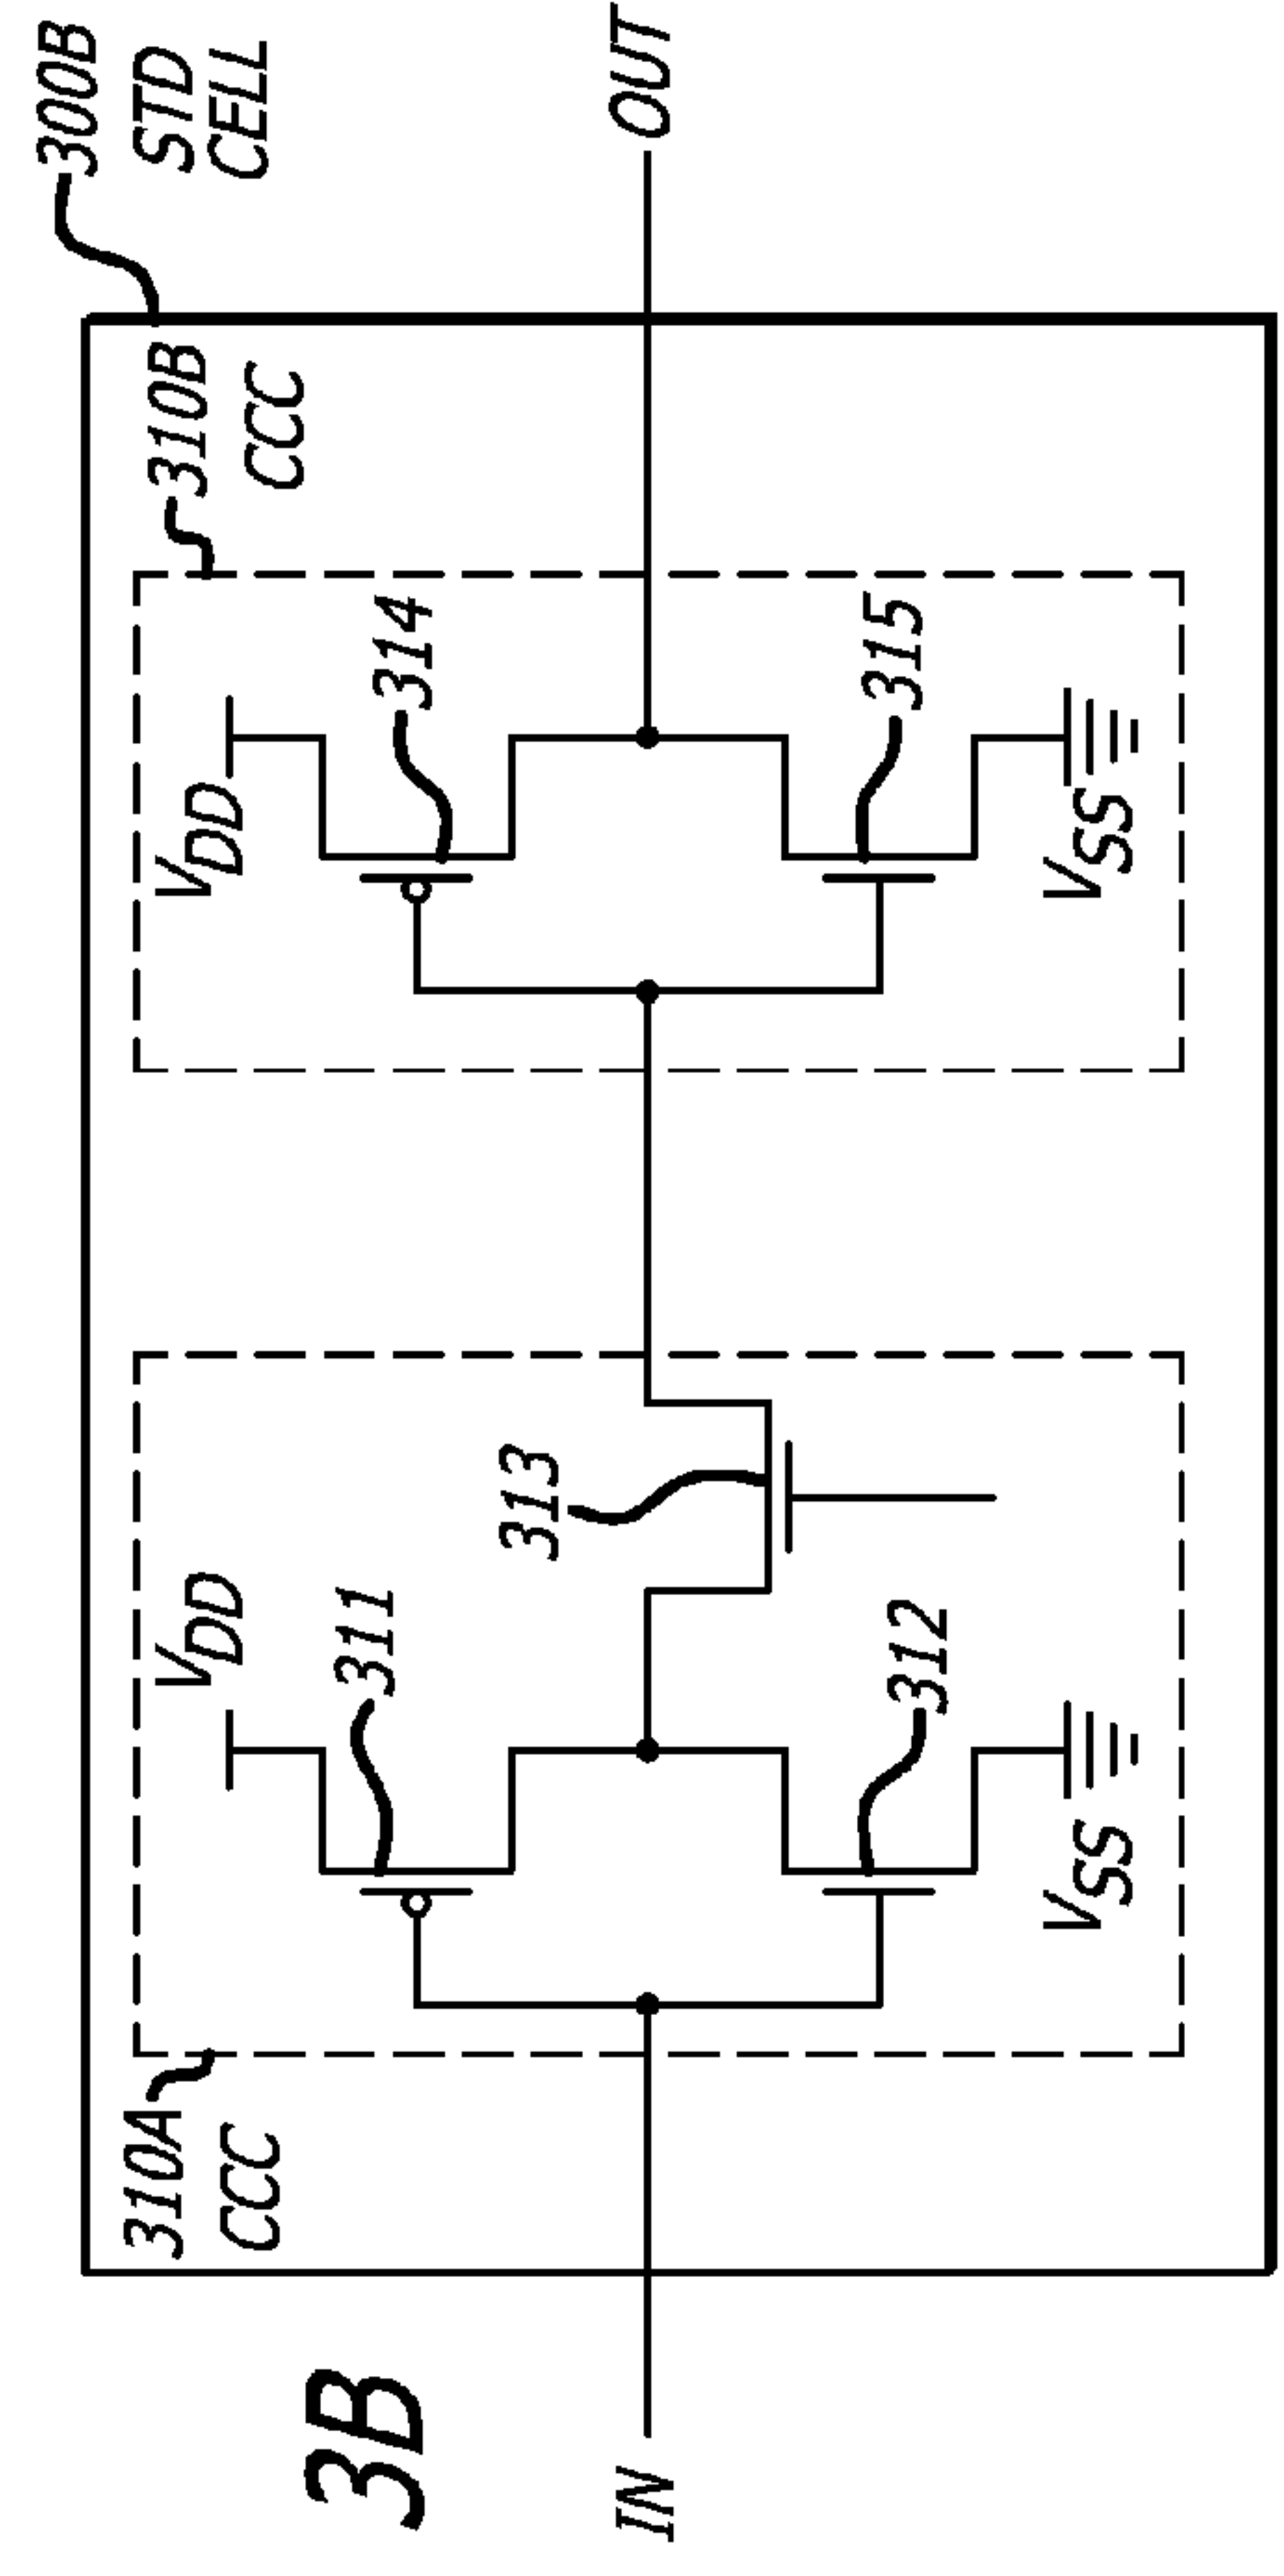 300B
STD
CELL
310A
CCC
310B
CCC
VDD
VDD
311
313
314
3B
IN
OUT
312
315
VSS
VSS